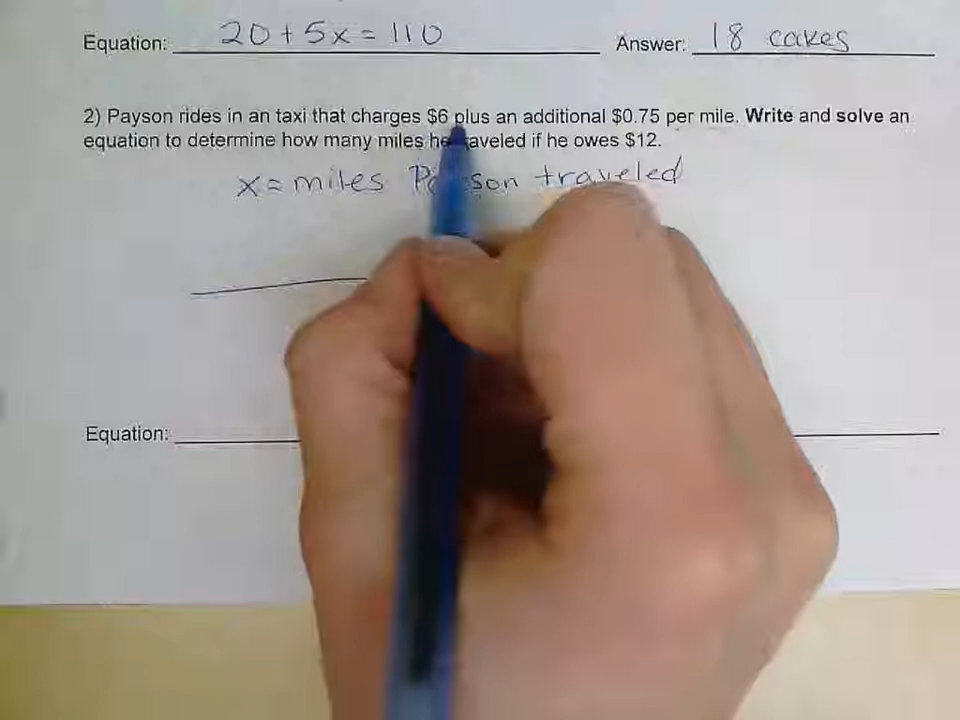 Equation: 20 + 5x = 110 Answer: 18 cakes
2) Payson rides in an taxi that charges $6 plus an additional $0.75 per mile. Write and solve an
equation to determine how many miles he traveled if he owes $12.
x = miles Payson traveled
Equation: